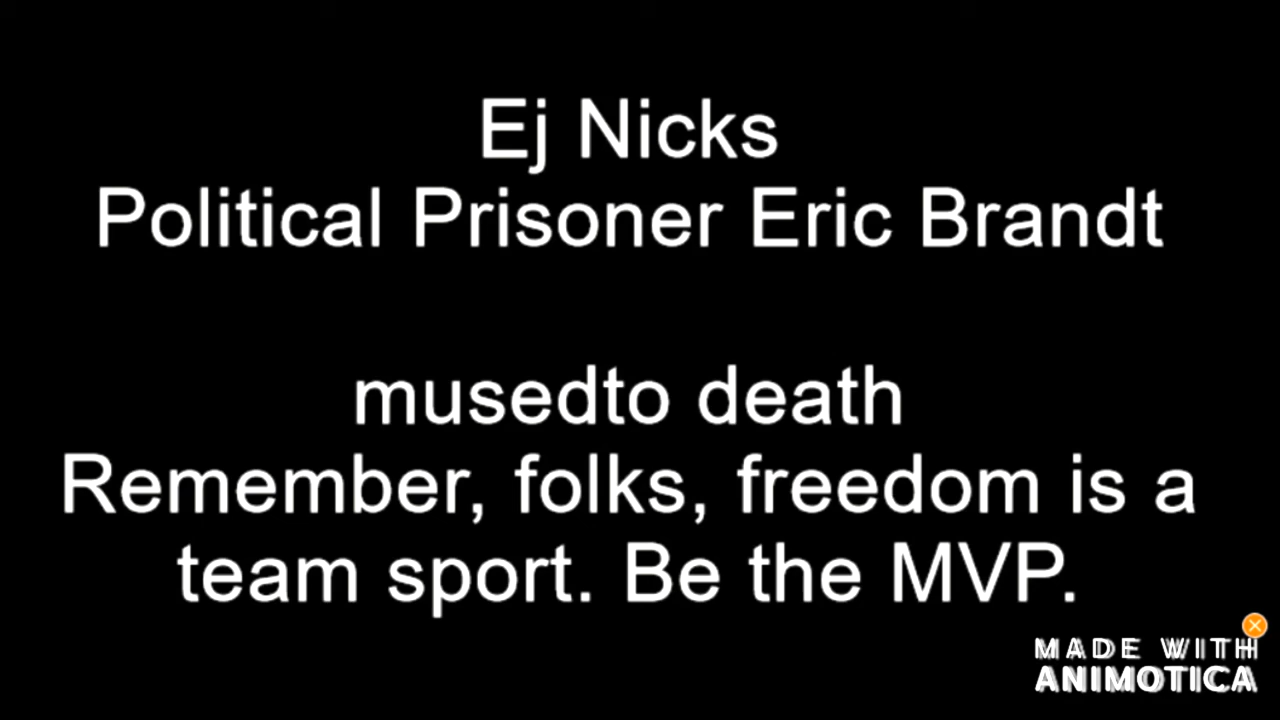 Ej Nicks
Political Prisoner Eric Brandt
musedto death
Remember, folks, freedom is a
team sport. Be the MVP.
MADE WITH
ANIMOTICA